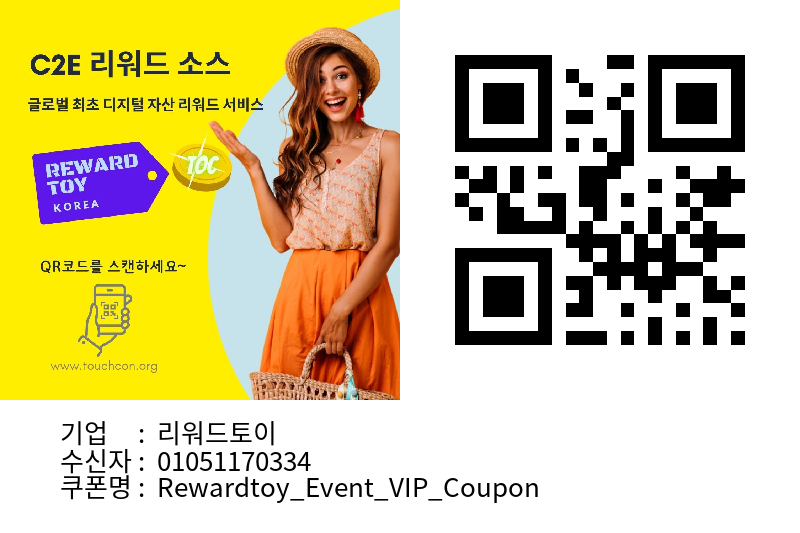 C2E 리워드 소스
글로벌 최초 디지털 자산 리워드 서비스
REWARD
TOY
KOREA
TOC
QR코드를 스캔하세요~
www.touchcon.org
기업 : 리워드토이
수신자 : 01051170334
쿠폰명 : Rewardtoy_Event_VIP_Coupon